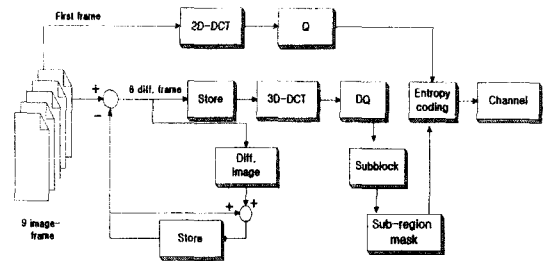 First frame
2D-DCT
Q
+
8 diff. frame
−
Store
3D-DCT
DQ
Entropy
coding
Channel
Diff.
Image
Subblock
+
+
Store
Sub-region
mask
9 image-
frame